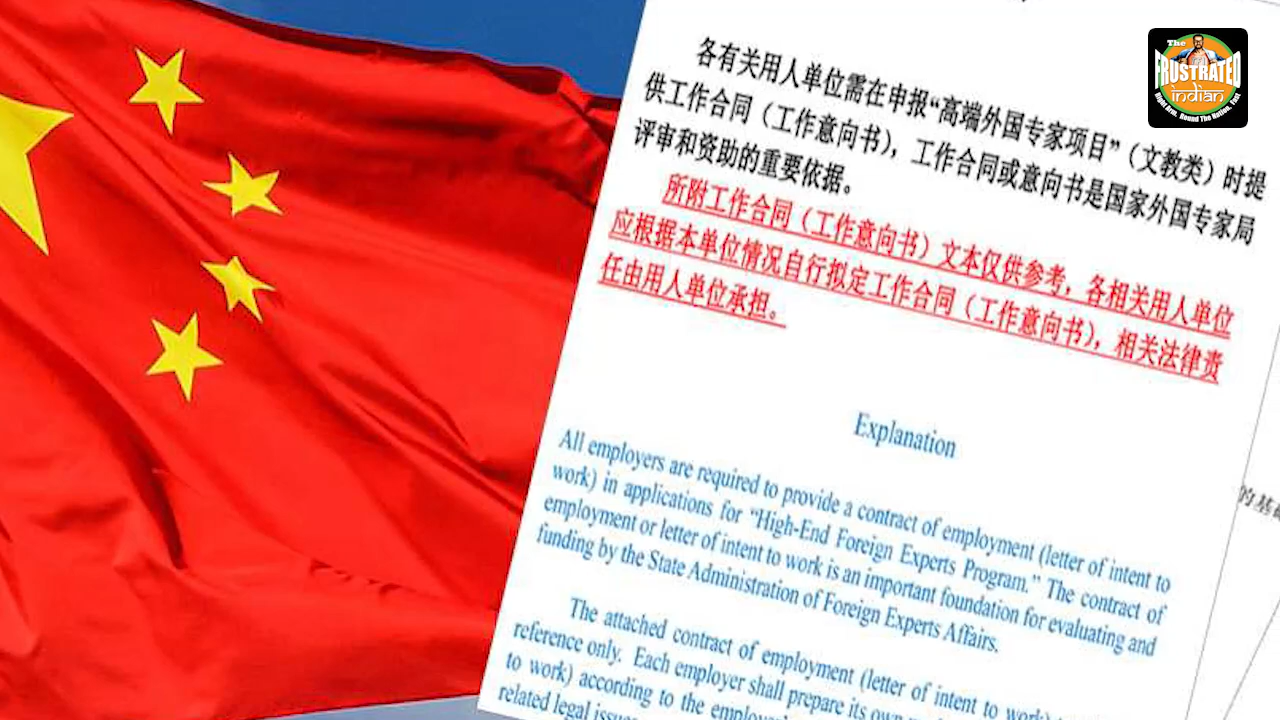 The
FRUSTRATED
indian
Right Arm. Round The Nation. Fast
各有关用人单位需在申报“高端外国专家项目”（文教类）时提
供工作合同（工作意向书），工作合同或意向书是国家外国专家局
评审和资助的重要依据。
所附工作合同（工作意向书）文本仅供参考，各相关用人单位
应根据本单位情况自行拟定工作合同（工作意向书），相关法律责
任由用人单位承担。
Explanation
All employers are required to provide a contract of employment (letter of intent to
work) in applications for “High-End Foreign Experts Program.” The contract of
employment or letter of intent to work is an important foundation for evaluating and
funding by the State Administration of Foreign Experts Affairs.
The attached contract of employment (letter of intent to work)
reference only. Each employer shall prepare its own
to work) according to the
related legal
的基